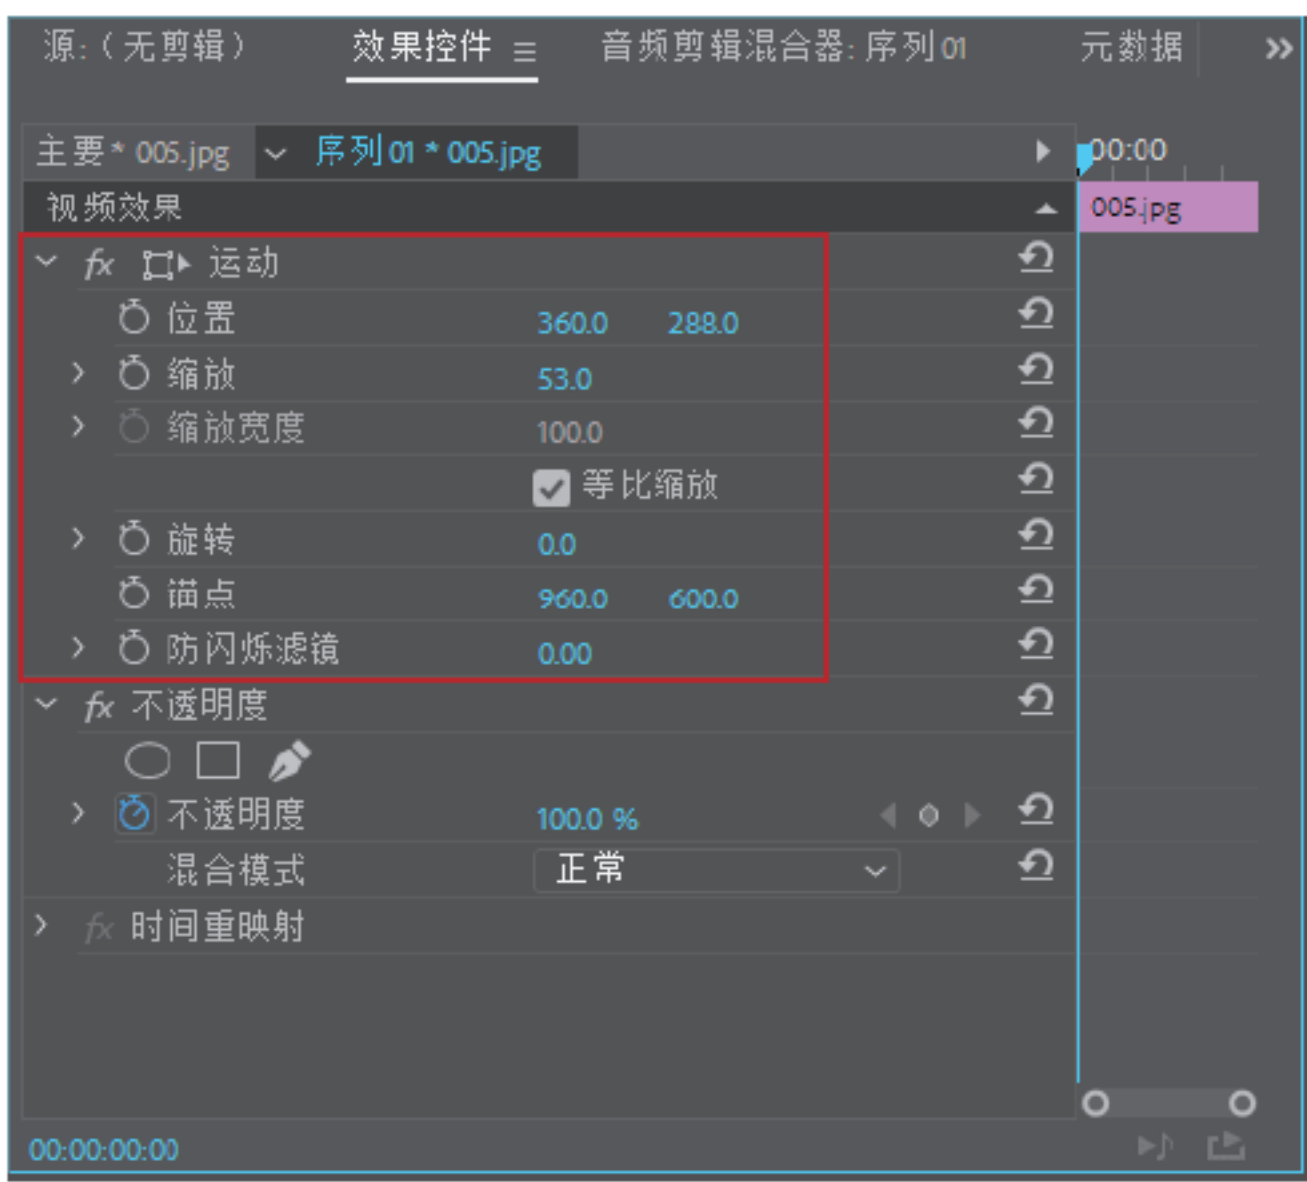 源:（无剪辑） 效果控件 音频剪辑混合器: 序列 01 元数据
主要 * 005.jpg 序列 01 * 005.jpg 00:00
视频效果 005.jpg
fx 运动
位置 360.0 288.0
缩放 53.0
缩放宽度 100.0
等比缩放
旋转 0.0
锚点 960.0 600.0
防闪烁滤镜 0.00
fx 不透明度
不透明度 100.0 %
混合模式 正常
fx 时间重映射
00:00:00:00